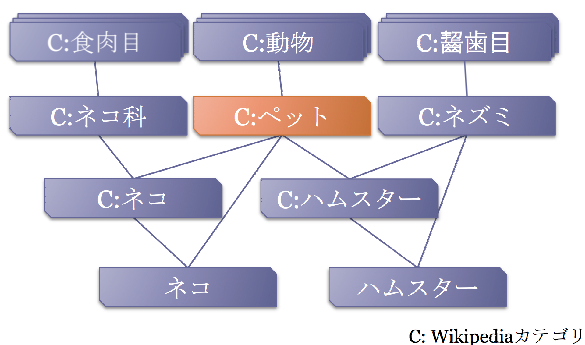 C:食肉目
C:動物
C:齧歯目
C:ネコ科
C:ペット
C:ネズミ
C:ネコ
C:ハムスター
ネコ
ハムスター
C: Wikipediaカテゴリ